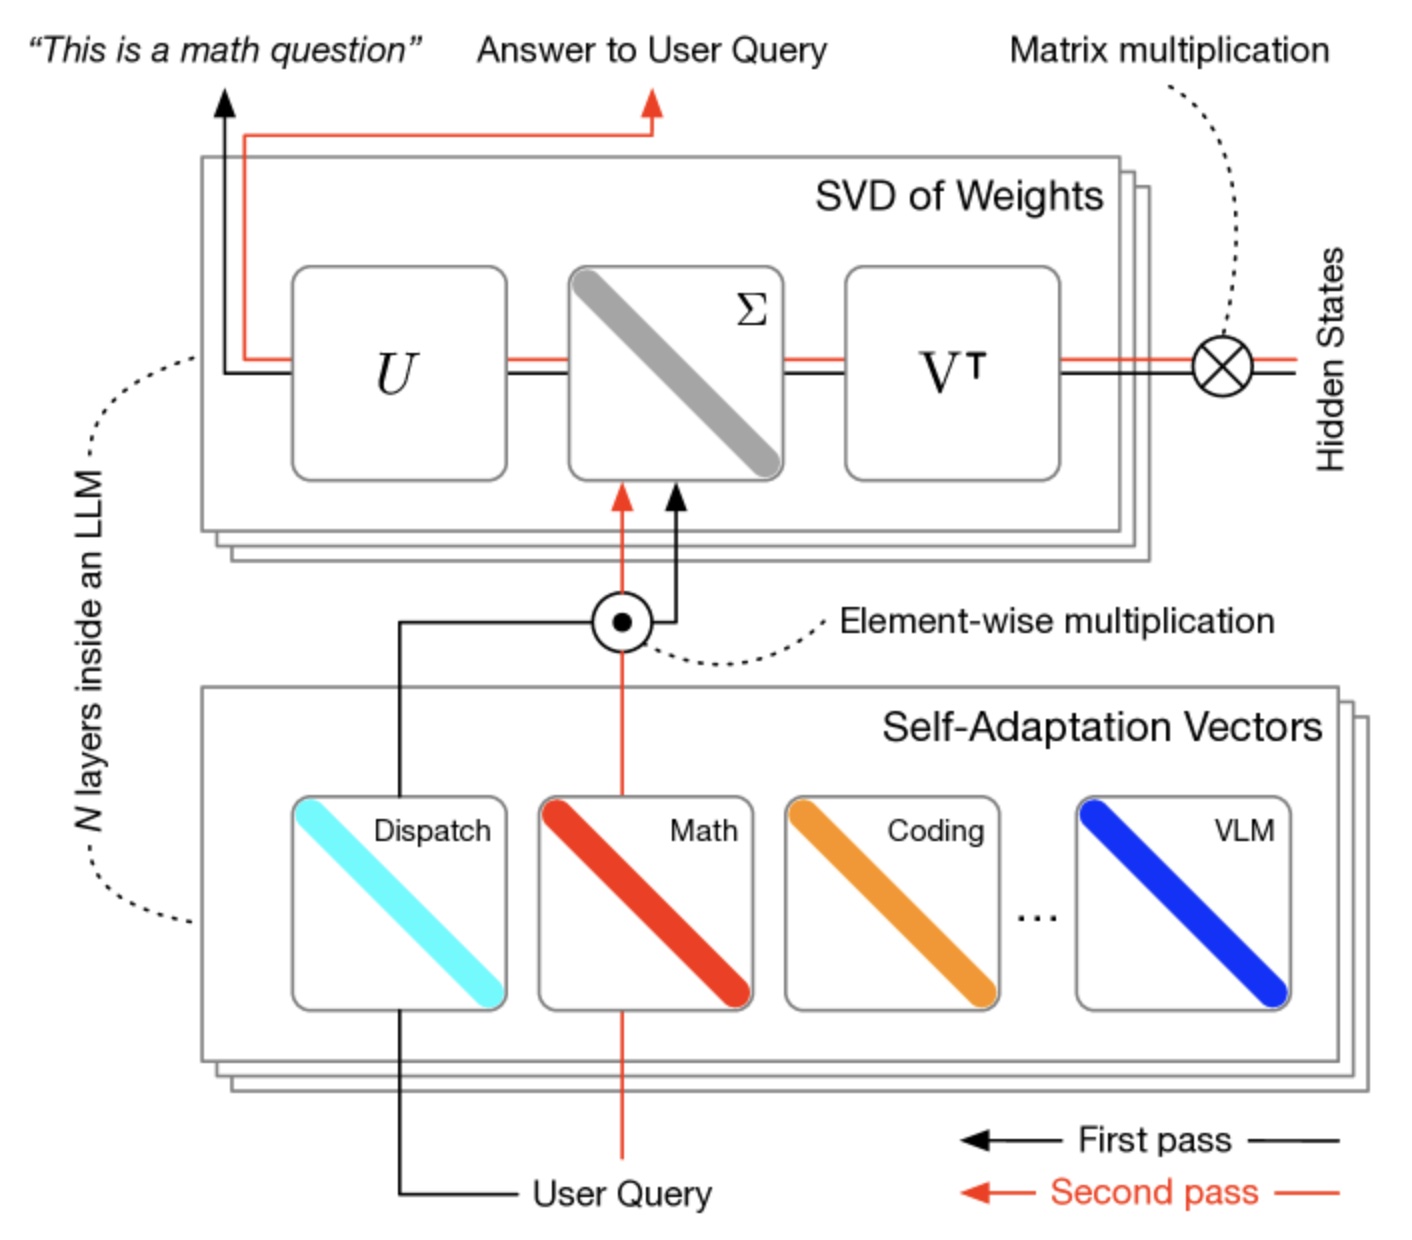 “This is a math question”
Answer to User Query
Matrix multiplication
SVD of Weights
U
Σ
V⊤
Hidden States
N layers inside an LLM
Element-wise multiplication
Self-Adaptation Vectors
Dispatch
Math
Coding
...
VLM
First pass
User Query
Second pass